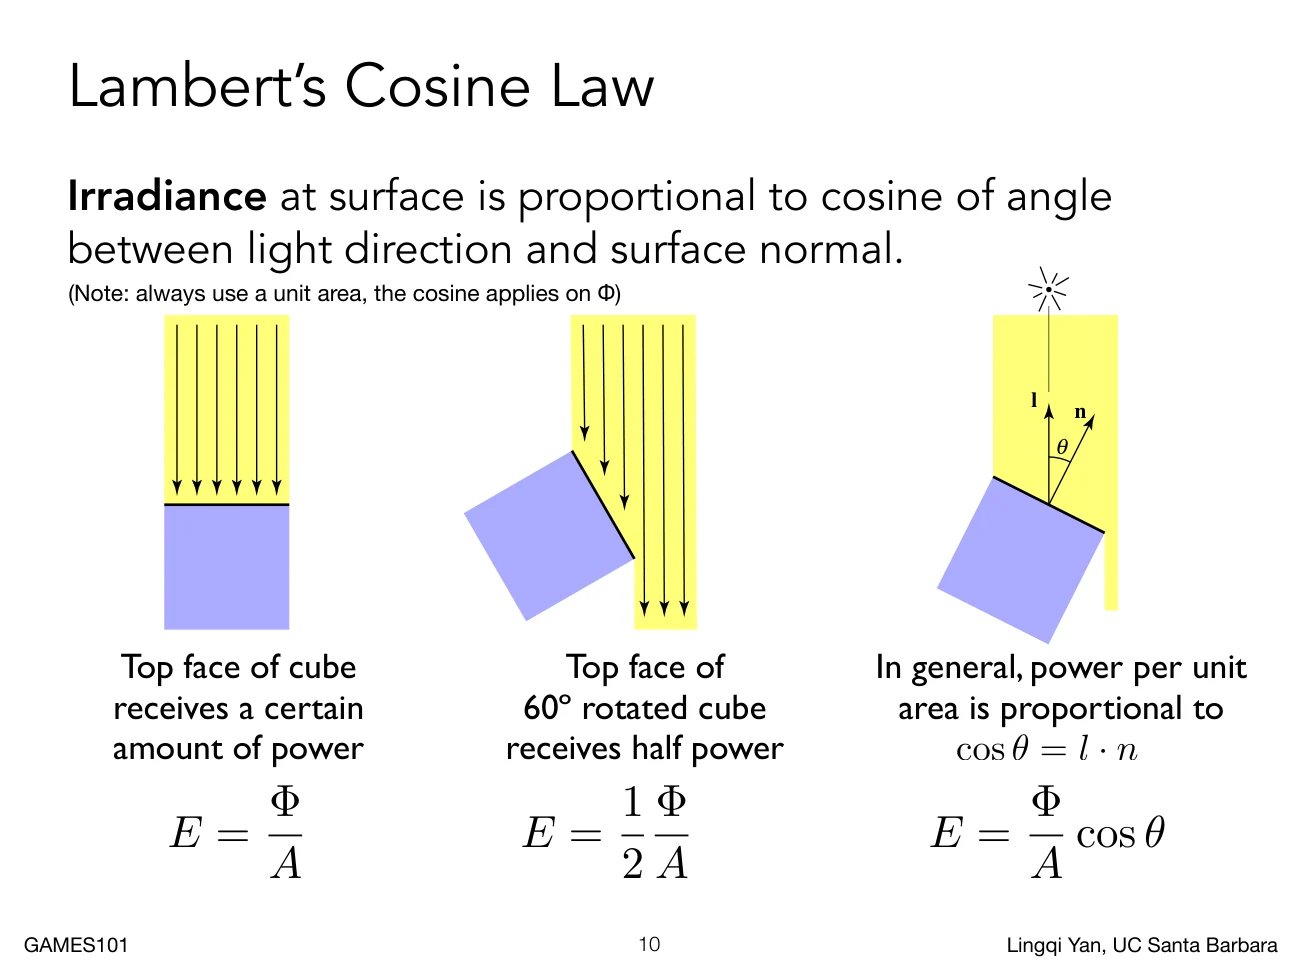 Lambert’s Cosine Law
Irradiance at surface is proportional to cosine of angle
between light direction and surface normal.
(Note: always use a unit area, the cosine applies on Φ)
l
n
θ
Top face of cube
receives a certain
amount of power
E = Φ/A
Top face of
60º rotated cube
receives half power
E = 1/2 Φ/A
In general, power per unit
area is proportional to
cos θ = l · n
E = Φ/A cos θ
GAMES101
10
Lingqi Yan, UC Santa Barbara